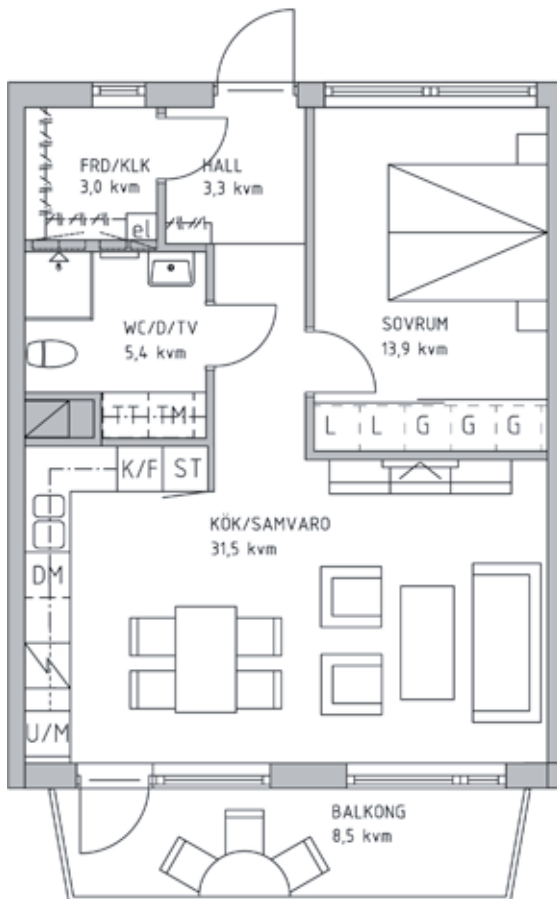 FRD/KLK
3,0 kvm
HALL
3,3 kvm
el
WC/D/TV
5,4 kvm
SOVRUM
13,9 kvm
TT TM
L L G G G
K/F ST
KÖK/SAMVARO
31,5 kvm
DM
U/M
BALKONG
8,5 kvm